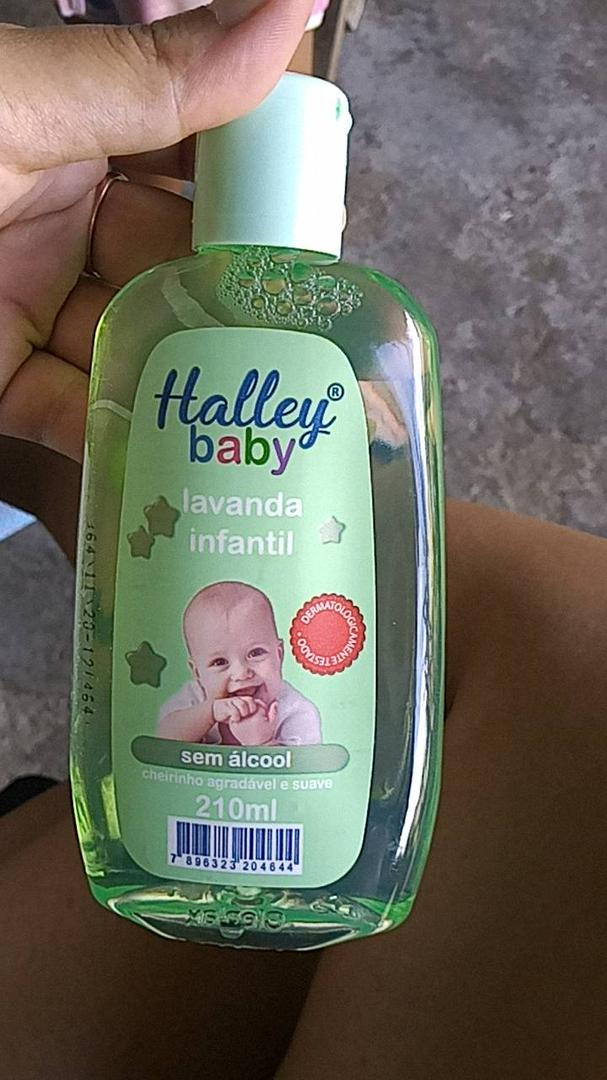 Halley®
baby
lavanda
infantil
DERMATOLOGICAMENTE TESTADO
sem álcool
cheirinho agradável e suave
210ml
7 896323 204644